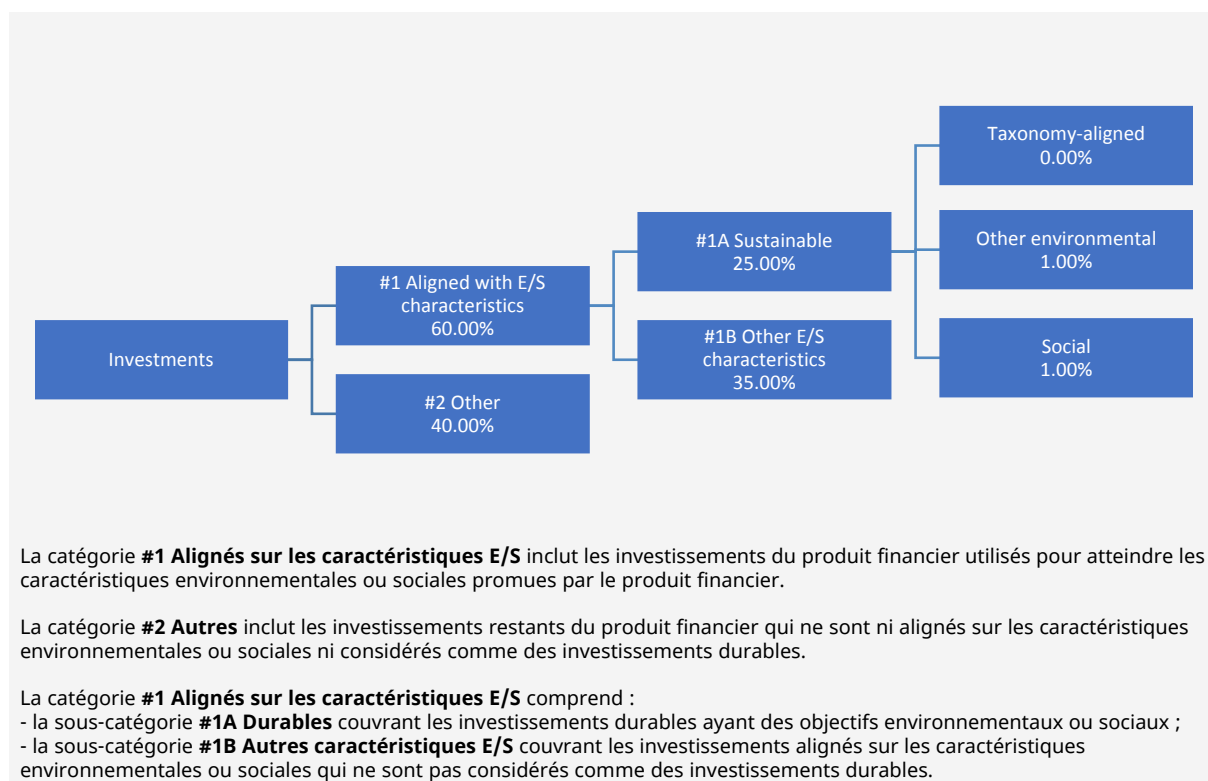 Investments
#1 Aligned with E/S
characteristics
60.00%
#2 Other
40.00%
#1A Sustainable
25.00%
#1B Other E/S
characteristics
35.00%
Taxonomy-aligned
0.00%
Other environmental
1.00%
Social
1.00%
La catégorie #1 Alignés sur les caractéristiques E/S inclut les investissements du produit financier utilisés pour atteindre les
caractéristiques environnementales ou sociales promues par le produit financier.
La catégorie #2 Autres inclut les investissements restants du produit financier qui ne sont ni alignés sur les caractéristiques
environnementales ou sociales ni considérés comme des investissements durables.
La catégorie #1 Alignés sur les caractéristiques E/S comprend :
- la sous-catégorie #1A Durables couvrant les investissements durables ayant des objectifs environnementaux ou sociaux ;
- la sous-catégorie #1B Autres caractéristiques E/S couvrant les investissements alignés sur les caractéristiques
environnementales ou sociales qui ne sont pas considérés comme des investissements durables.